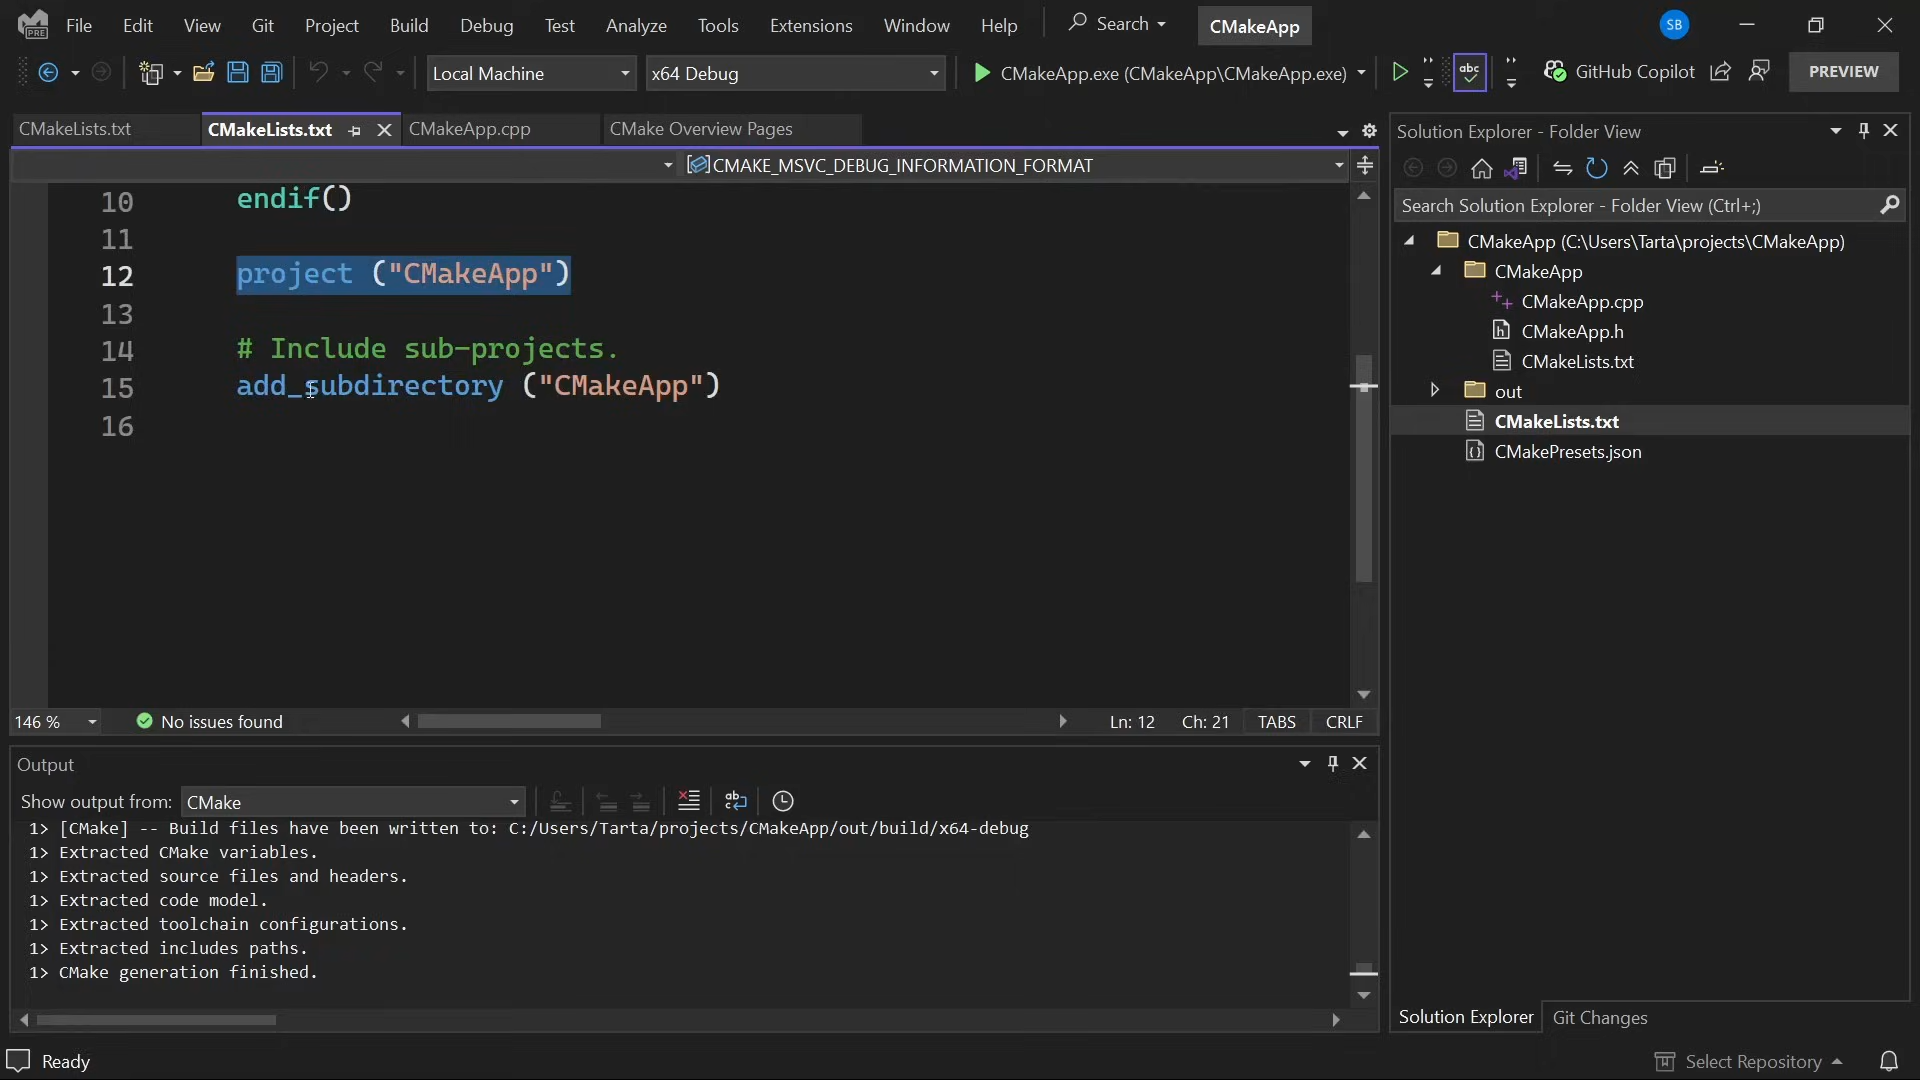 PRE File Edit View Git Project Build Debug Test Analyze Tools Extensions Window Help Search CMakeApp SB
Local Machine x64 Debug CMakeApp.exe (CMakeApp\CMakeApp.exe) abc GitHub Copilot PREVIEW
CMakeLists.txt CMakeLists.txt CMakeApp.cpp CMake Overview Pages
CMAKE_MSVC_DEBUG_INFORMATION_FORMAT
10 endif()
11
12 project ("CMakeApp")
13
14 # Include sub-projects.
15 add_subdirectory ("CMakeApp")
16
146 % No issues found Ln: 12 Ch: 21 TABS CRLF
Output
Show output from: CMake
1> [CMake] -- Build files have been written to: C:/Users/Tarta/projects/CMakeApp/out/build/x64-debug
1> Extracted CMake variables.
1> Extracted source files and headers.
1> Extracted code model.
1> Extracted toolchain configurations.
1> Extracted includes paths.
1> CMake generation finished.
Solution Explorer - Folder View
Search Solution Explorer - Folder View (Ctrl+;)
CMakeApp (C:\Users\Tarta\projects\CMakeApp)
CMakeApp
CMakeApp.cpp
CMakeApp.h
CMakeLists.txt
out
CMakeLists.txt
CMakePresets.json
Solution Explorer Git Changes
Ready Select Repository